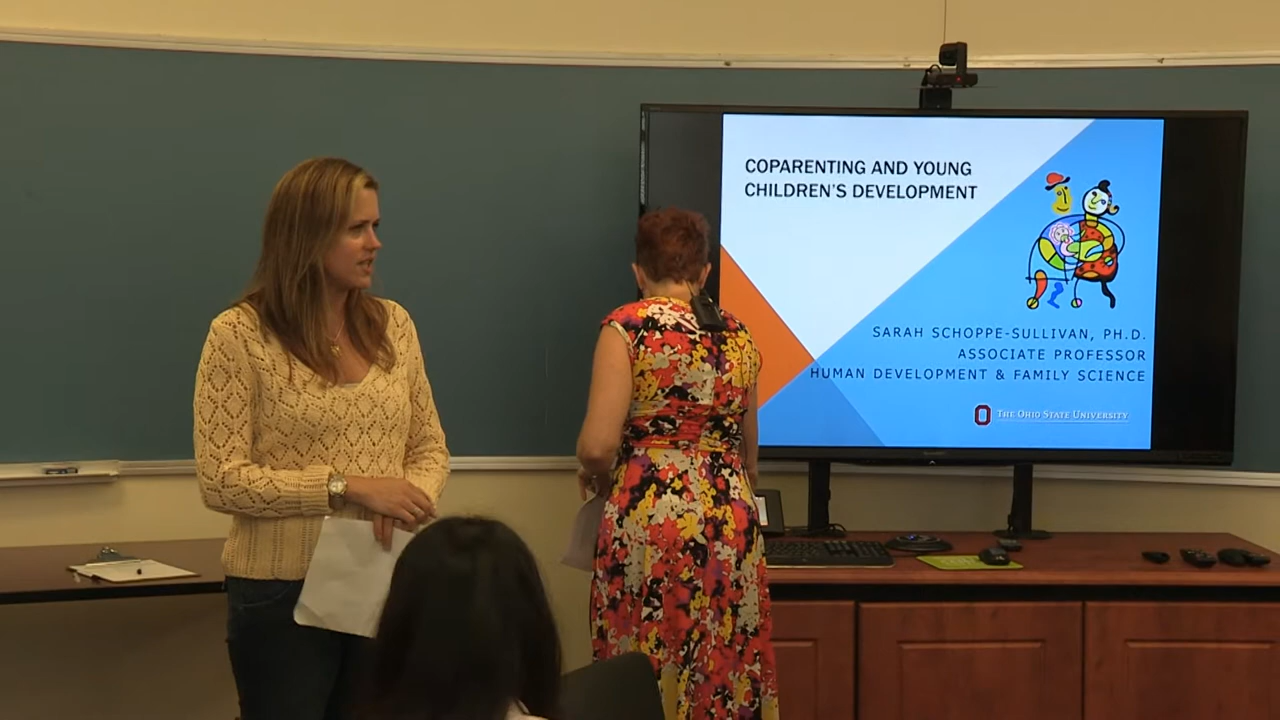 COPARENTING AND YOUNG
CHILDREN'S DEVELOPMENT
SARAH SCHOPPE-SULLIVAN, PH.D.
ASSOCIATE PROFESSOR
HUMAN DEVELOPMENT & FAMILY SCIENCE
THE OHIO STATE UNIVERSITY